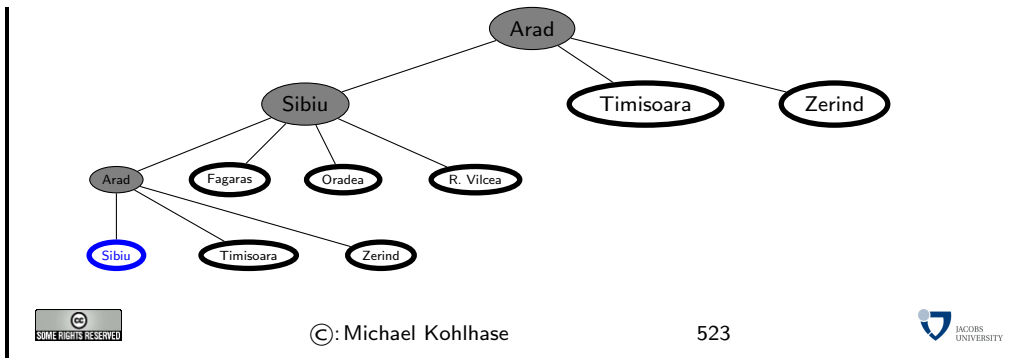 Arad
Sibiu Timisoara Zerind
Arad Fagaras Oradea R. Vilcea
Sibiu Timisoara Zerind
cc
SOME RIGHTS RESERVED
©: Michael Kohlhase 523
JACOBS
UNIVERSITY